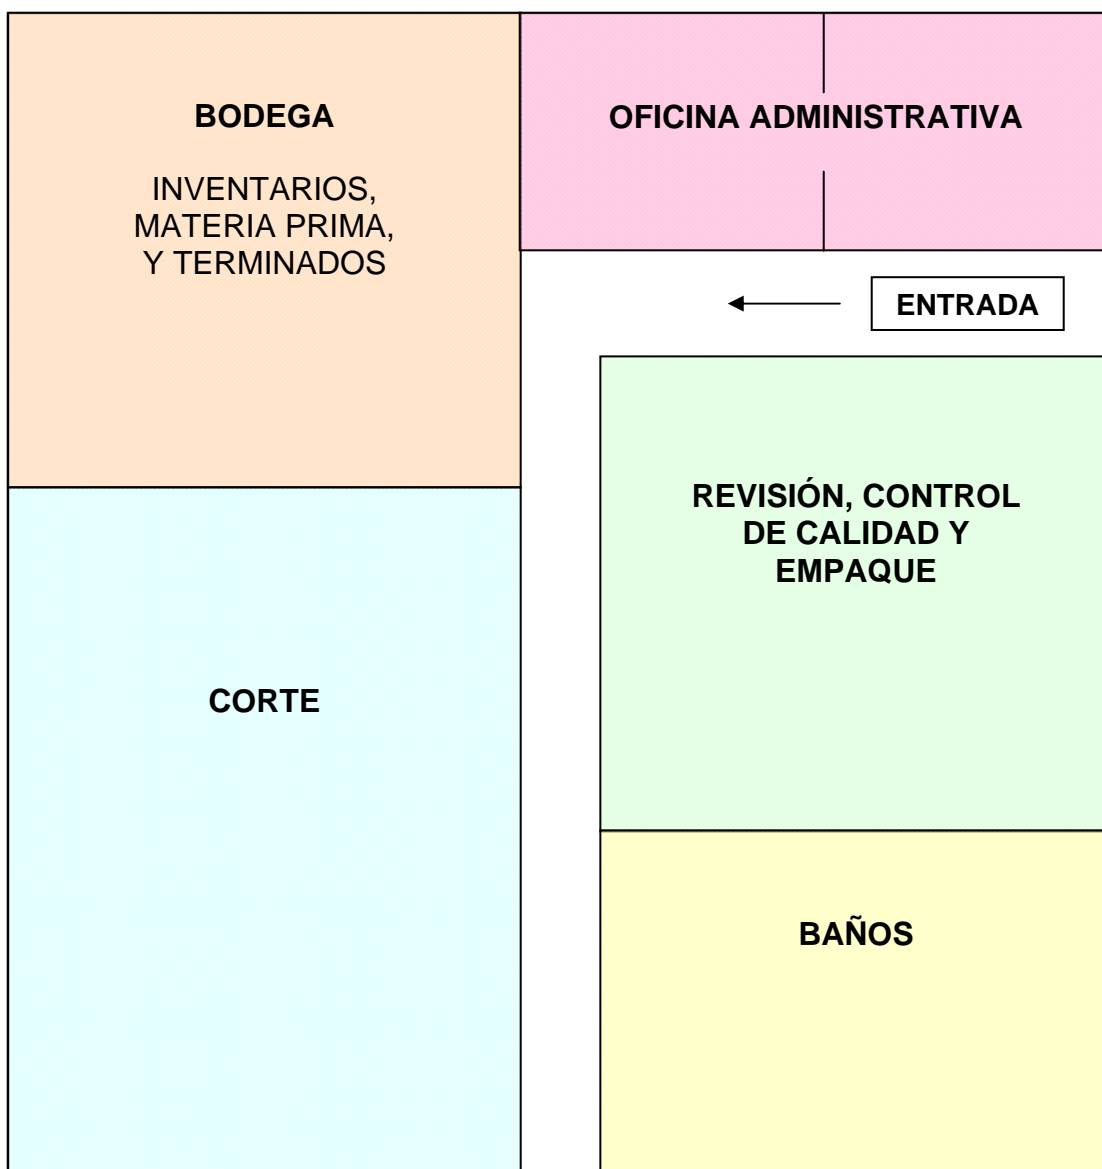 BODEGA
INVENTARIOS,
MATERIA PRIMA,
Y TERMINADOS
OFICINA ADMINISTRATIVA
ENTRADA
REVISIÓN, CONTROL
DE CALIDAD Y
EMPAQUE
CORTE
BAÑOS